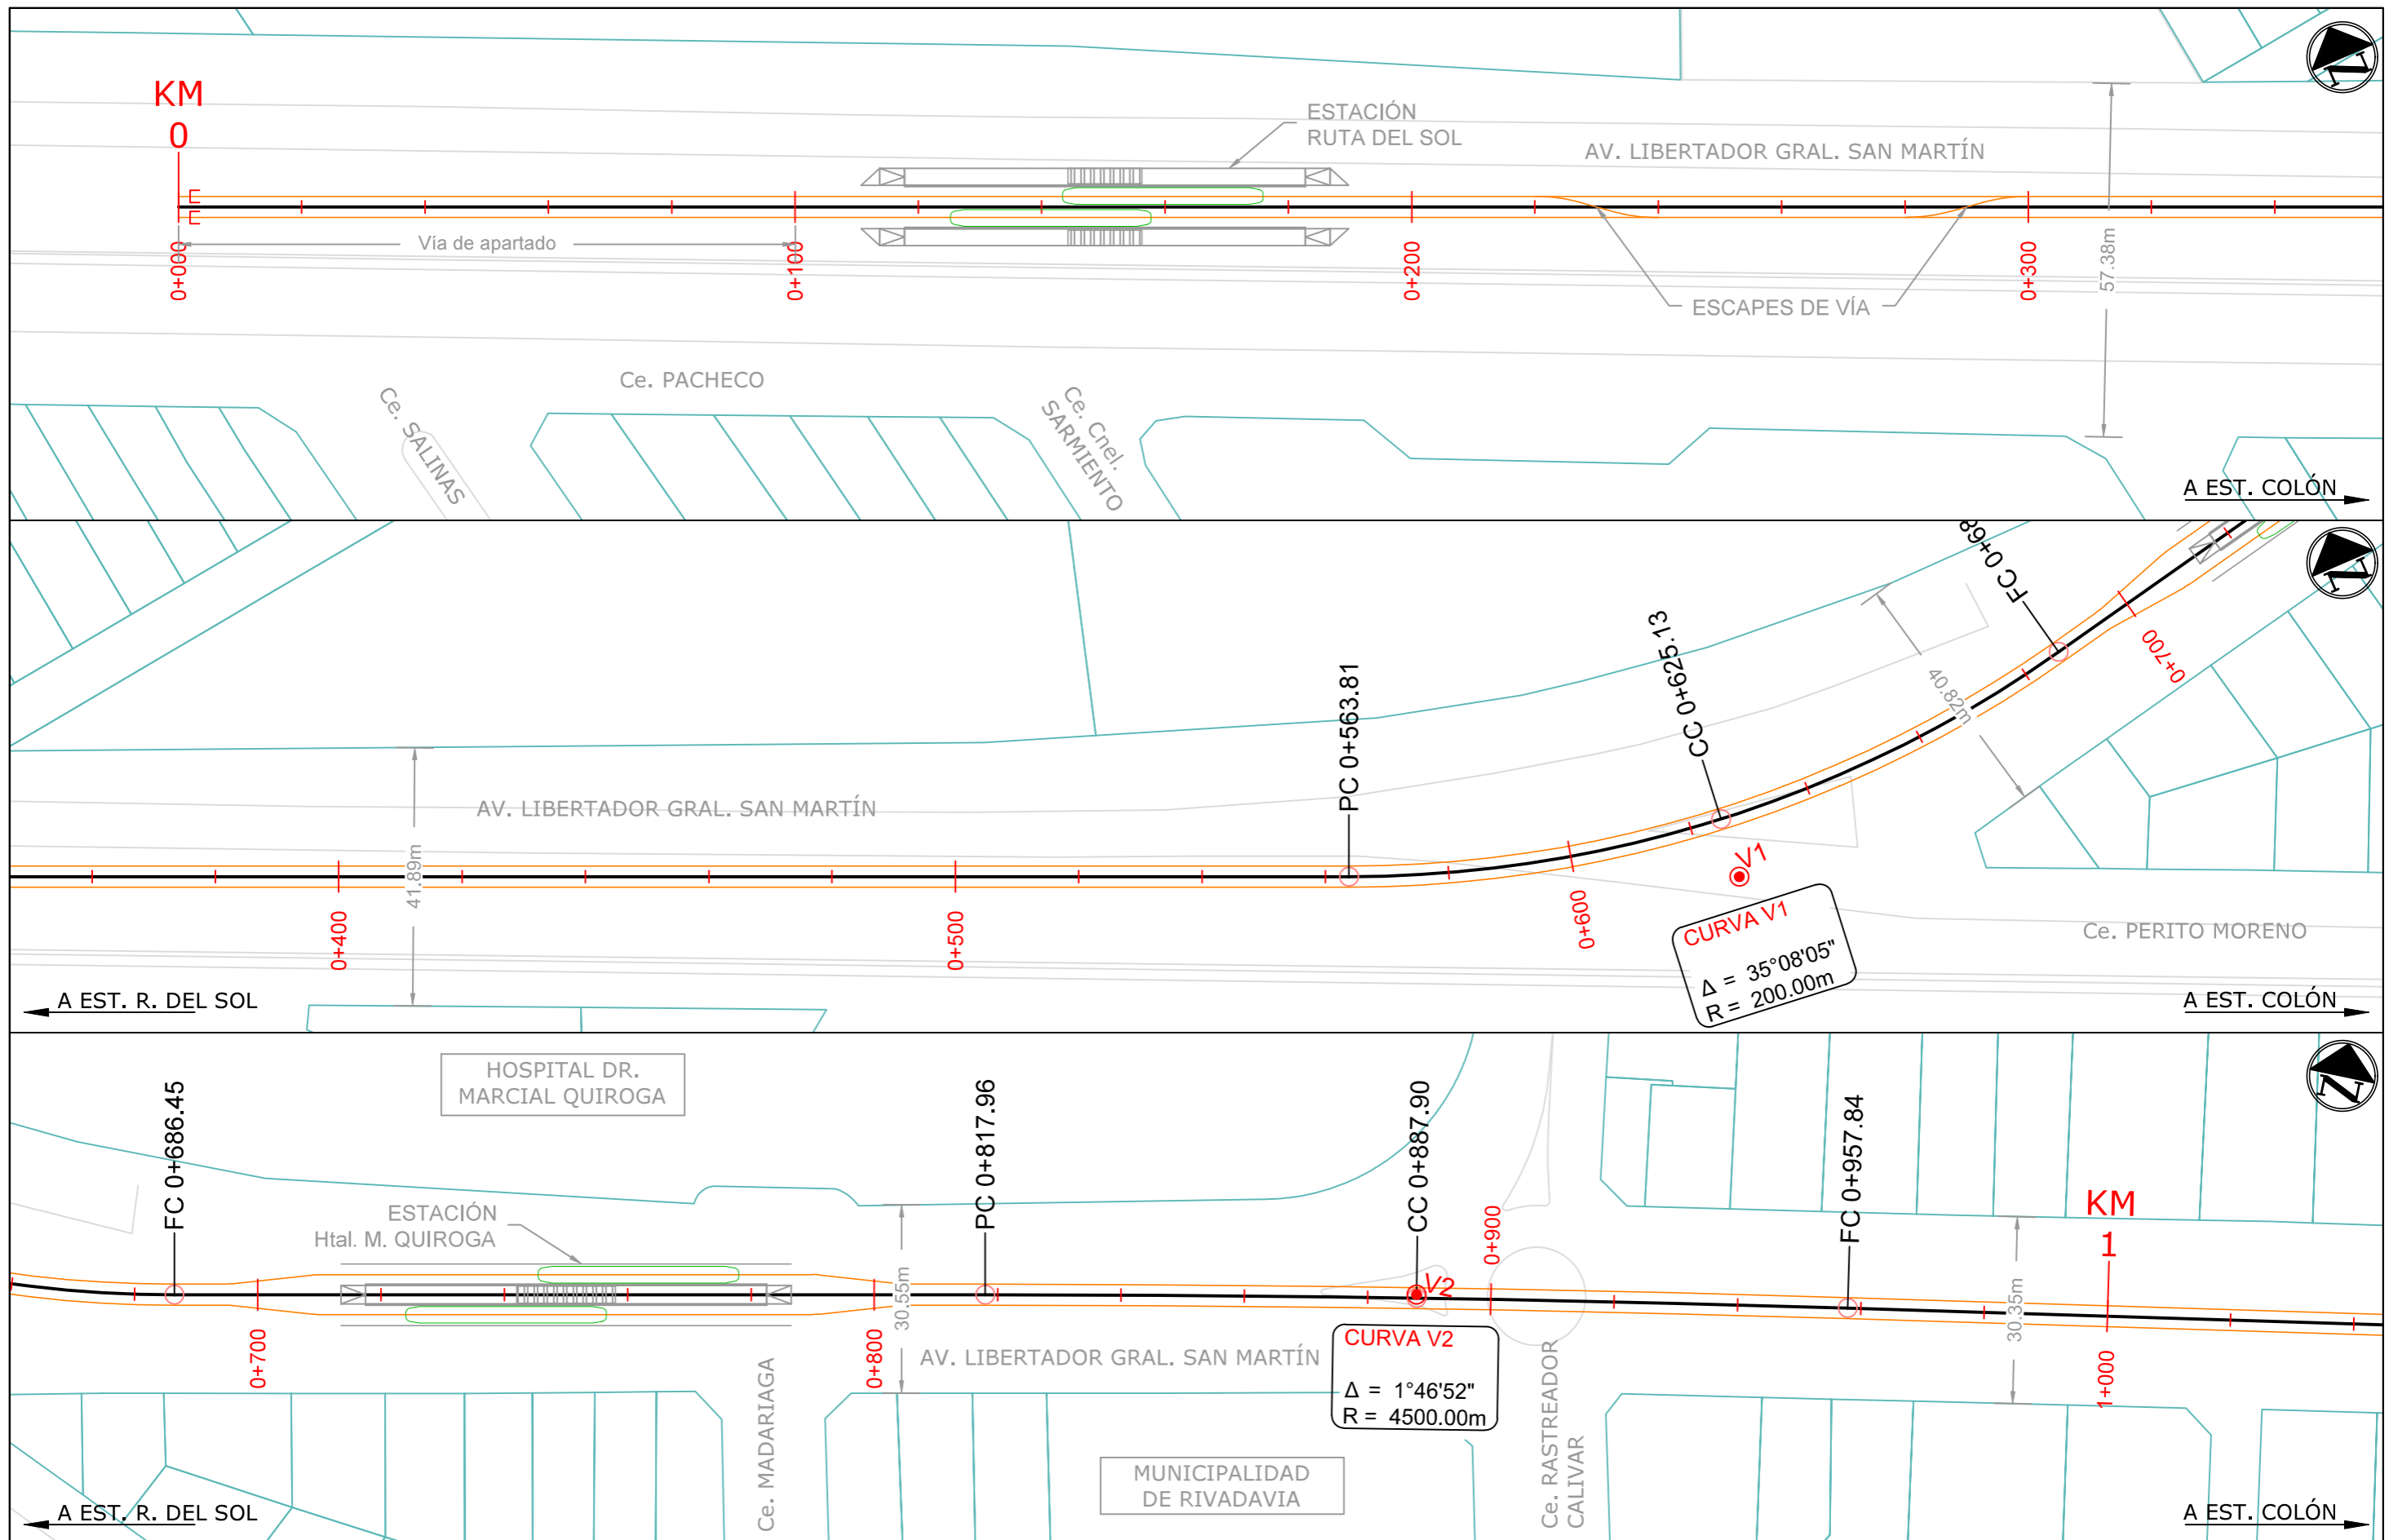 KM
0
ESTACIÓN
RUTA DEL SOL
AV. LIBERTADOR GRAL. SAN MARTÍN
N
Vía de apartado
0+000
0+100
0+200
0+300
57.38m
ESCAPES DE VÍA
Ce. PACHECO
Ce. SALINAS
Ce. Cnel.
SARMIENTO
A EST. COLÓN
N
FC 0+68
CC 0+625.13
PC 0+563.81
0+700
40.82m
AV. LIBERTADOR GRAL. SAN MARTÍN
41.89m
V1
0+400
0+500
0+600
CURVA V1
Δ = 35°08'05"
R = 200.00m
Ce. PERITO MORENO
A EST. R. DEL SOL
A EST. COLÓN
HOSPITAL DR.
MARCIAL QUIROGA
N
FC 0+686.45
PC 0+817.96
CC 0+887.90
FC 0+957.84
ESTACIÓN
Htal. M. QUIROGA
0+900
KM
1
V2
30.55m
30.35m
0+700
0+800
1+000
AV. LIBERTADOR GRAL. SAN MARTÍN
CURVA V2
Δ = 1°46'52"
R = 4500.00m
Ce. MADARIAGA
Ce. RASTREADOR
CALIVAR
MUNICIPALIDAD
DE RIVADAVIA
A EST. R. DEL SOL
A EST. COLÓN